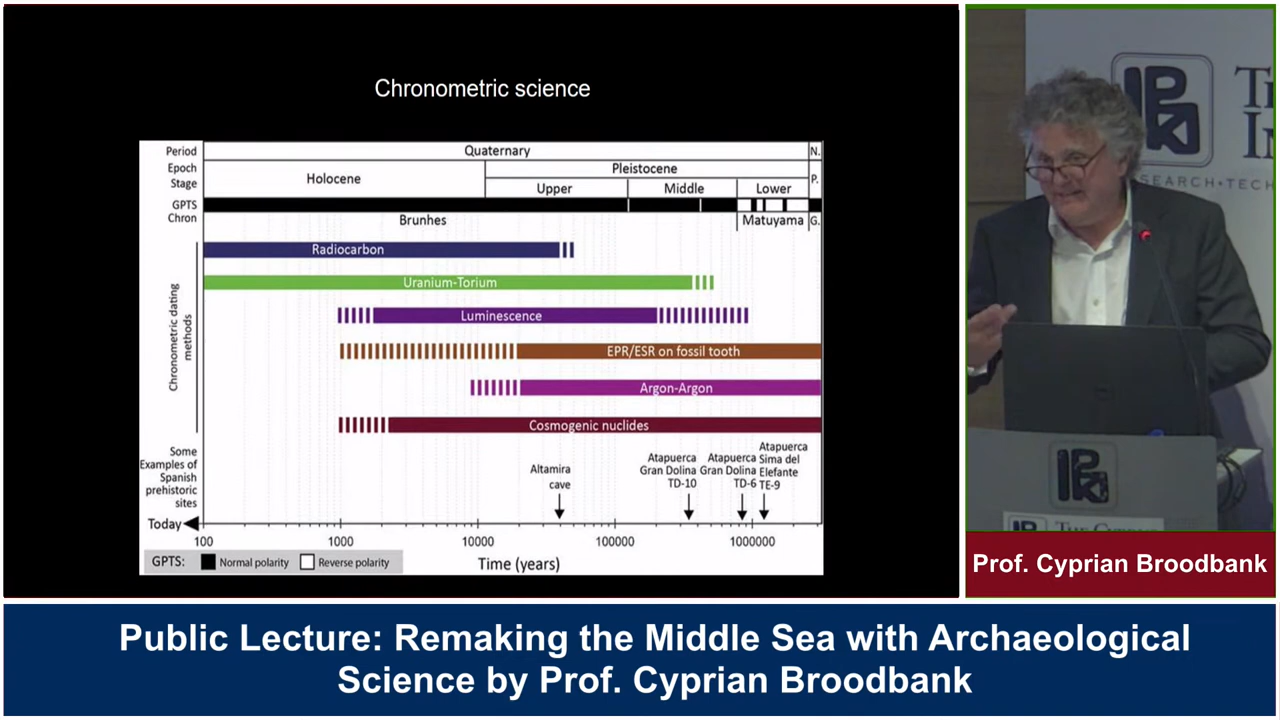 Chronometric science
Period
Quaternary
N.
Epoch
Pleistocene
Holocene
P.
Stage
Upper
Middle
Lower
GPTS
Chron
Brunhes
Matuyama
G.
Chronometric dating
methods
Radiocarbon
Uranium-Torium
Luminescence
EPR/ESR on fossil tooth
Argon-Argon
Cosmogenic nuclides
Some
Examples of
Spanish
prehistoric
sites
Altamira
cave
Atapuerca
Gran Dolina
TD-10
Atapuerca
Gran Dolina
TD-6
Atapuerca
Sima del
Elefante
TE-9
Today
100
1000
10000
100000
1000000
Time (years)
GPTS:
Normal polarity
Reverse polarity
Prof. Cyprian Broodbank
Public Lecture: Remaking the Middle Sea with Archaeological
Science by Prof. Cyprian Broodbank